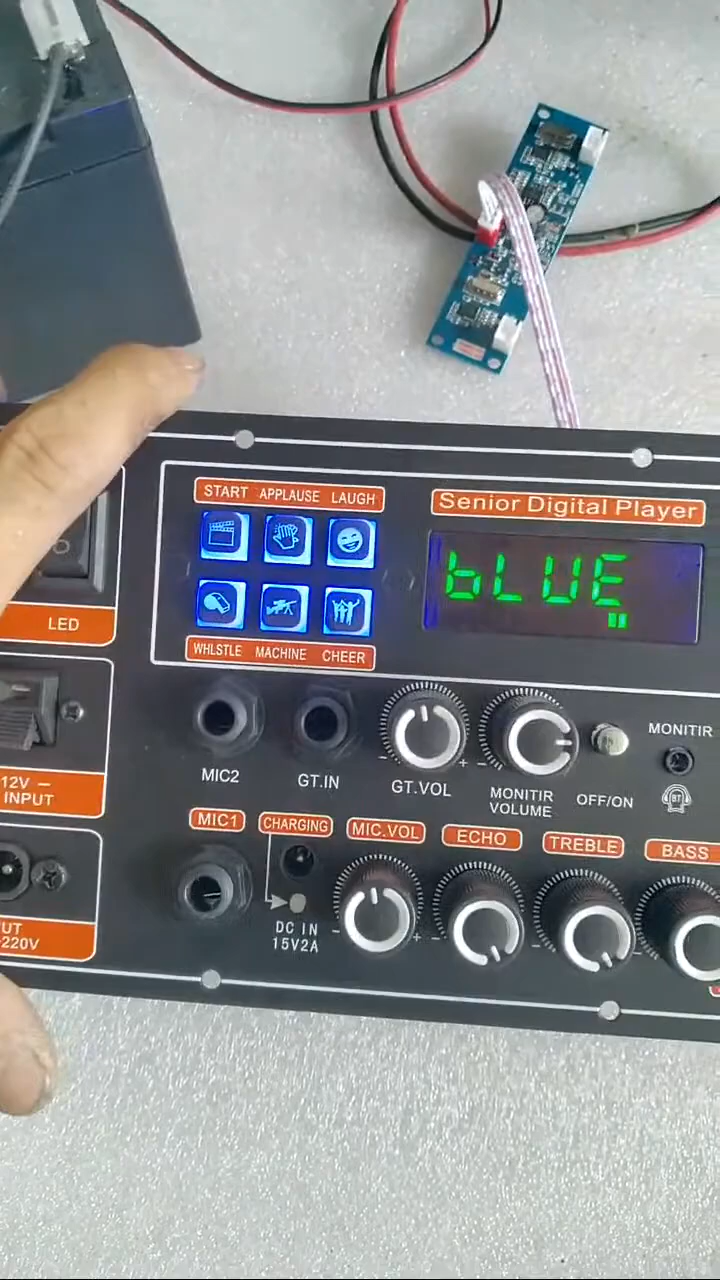 START APPLAUSE LAUGH
Senior Digital Player
bLUE
LED
WHLSTLE MACHINE CHEER
MONITIR
12V
INPUT
MIC2
GT.IN
GT.VOL
MONITIR
VOLUME
OFF/ON
BT
MIC1
CHARGING
MIC.VOL
ECHO
TREBLE
BASS
DC IN
15V2A
220V